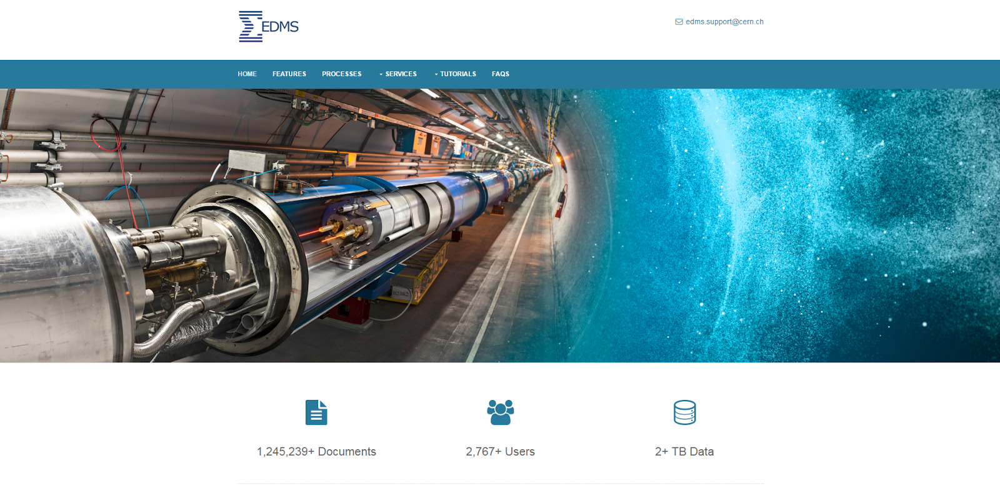 EDMS
edms.support@cern.ch
HOME FEATURES PROCESSES SERVICES TUTORIALS FAQS
1,245,239+ Documents 2,767+ Users 2+ TB Data